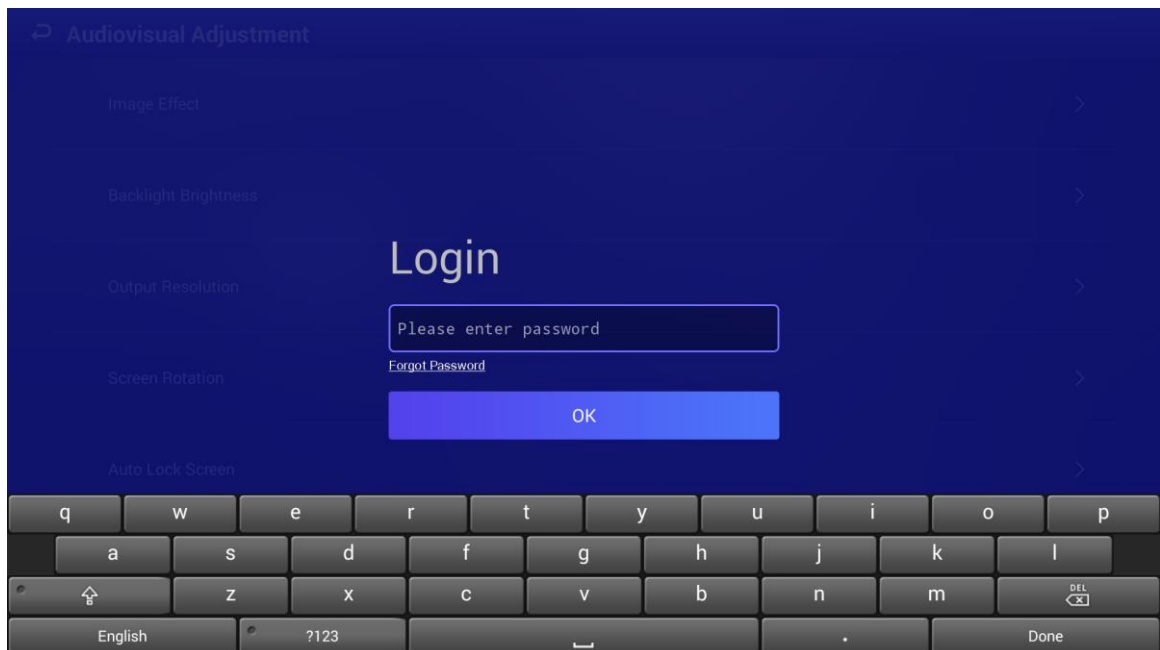 Audiovisual Adjustment
Image Effect
Backlight Brightness
Output Resolution
Screen Rotation
Auto Lock Screen
Login
Please enter password
Forgot Password
OK
q w e r t y u i o p
a s d f g h j k l
z x c v b n m DEL
English ?123 . Done